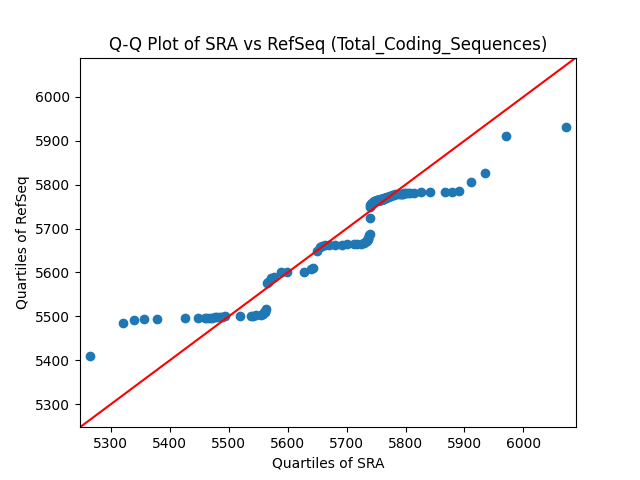 Q-Q Plot of SRA vs RefSeq (Total_Coding_Sequences)
Quartiles of RefSeq
6000
5900
5800
5700
5600
5500
5400
5300
5300 5400 5500 5600 5700 5800 5900 6000
Quartiles of SRA